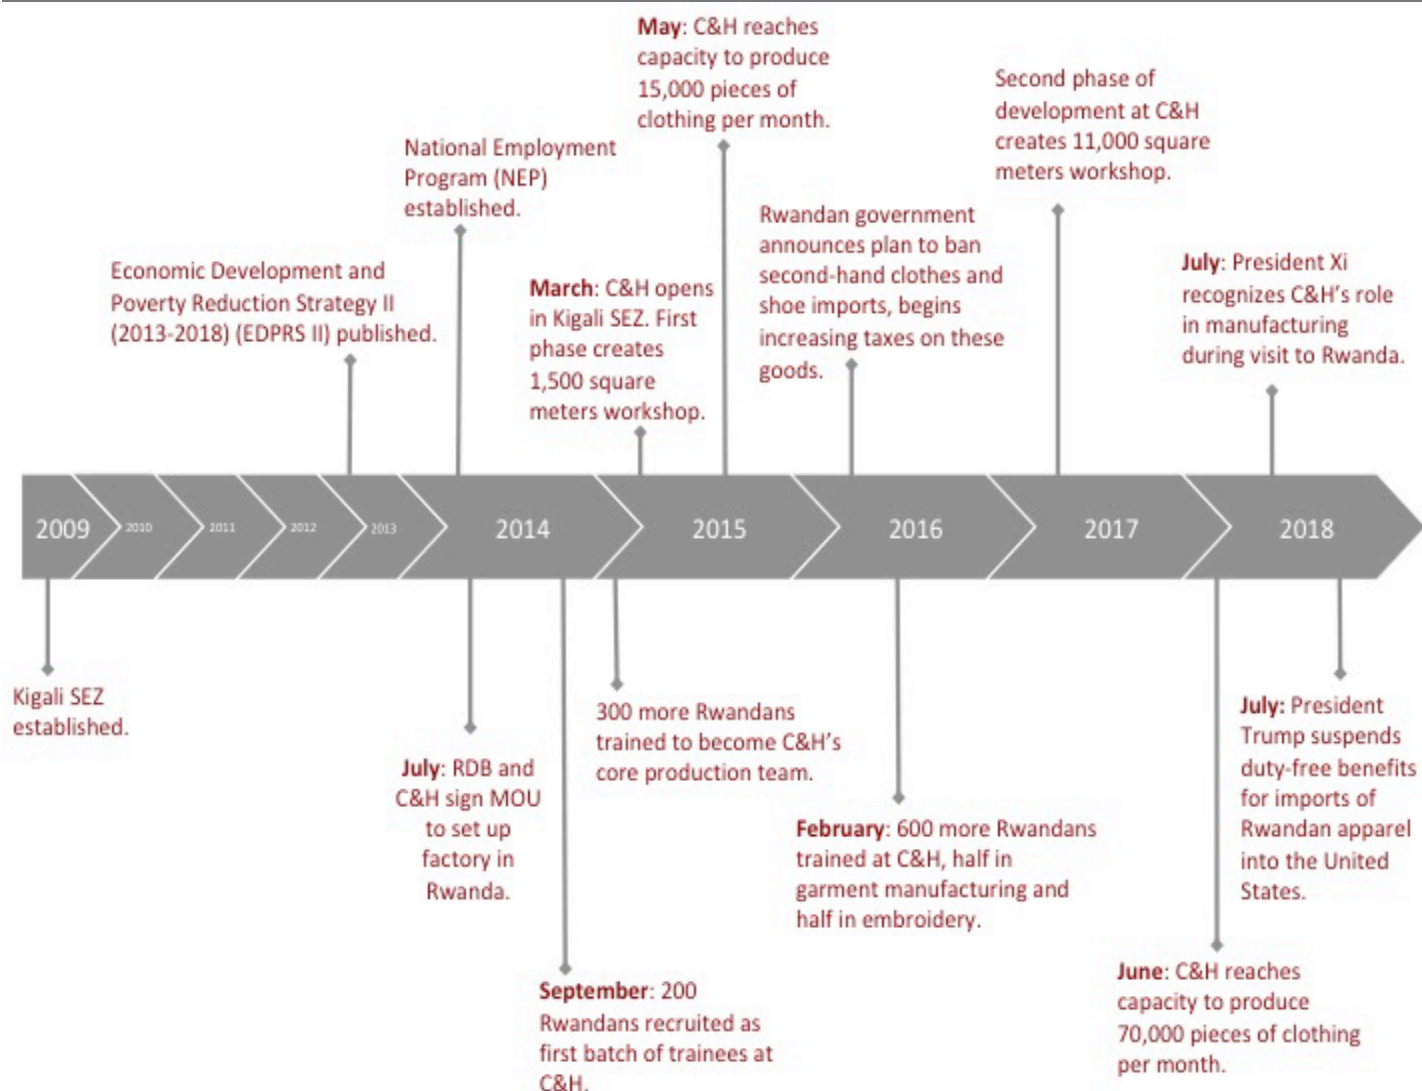 May: C&H reaches
capacity to produce
15,000 pieces of
clothing per month.
Second phase of
development at C&H
creates 11,000 square
meters workshop.
National Employment
Program (NEP)
established.
Rwandan government
announces plan to ban
second-hand clothes and
shoe imports, begins
increasing taxes on these
goods.
Economic Development and
Poverty Reduction Strategy II
(2013-2018) (EDPRS II) published.
March: C&H opens
in Kigali SEZ. First
phase creates
1,500 square
meters workshop.
July: President Xi
recognizes C&H's role
in manufacturing
during visit to Rwanda.
2009
2010
2011
2012
2013
2014
2015
2016
2017
2018
Kigali SEZ
established.
July: RDB and
C&H sign MOU
to set up
factory in
Rwanda.
September: 200
Rwandans recruited as
first batch of trainees at
C&H.
300 more Rwandans
trained to become C&H's
core production team.
February: 600 more Rwandans
trained at C&H, half in
garment manufacturing and
half in embroidery.
June: C&H reaches
capacity to produce
70,000 pieces of clothing
per month.
July: President
Trump suspends
duty-free benefits
for imports of
Rwandan apparel
into the United
States.